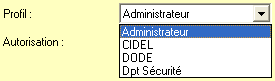 Profil : Administrateur
Administrateur
Autorisation : CIDEL
DODE
Dpt Sécurité